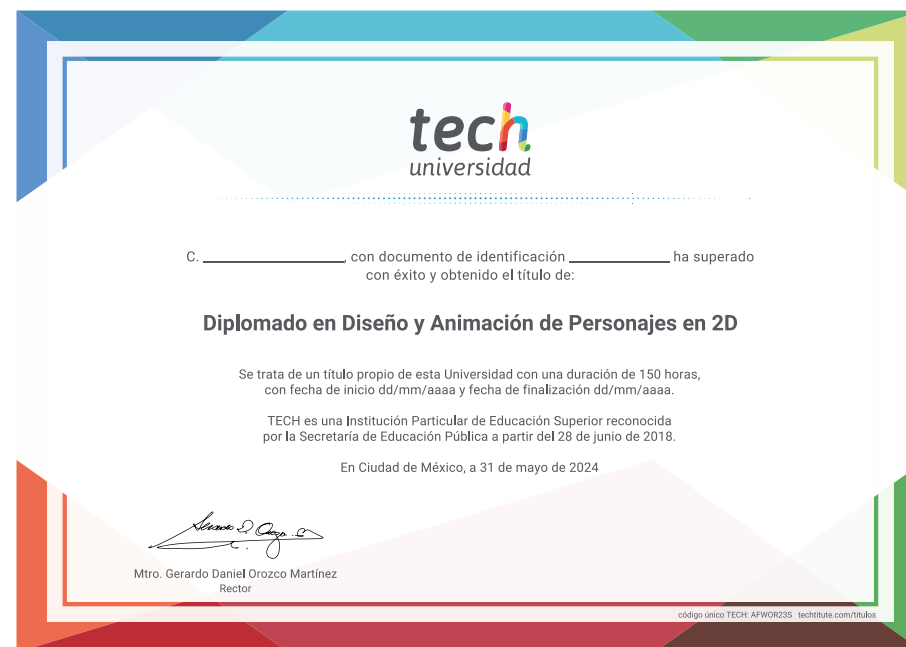 tech
universidad
C. ____________, con documento de identificación ____________ ha superado
con éxito y obtenido el título de:
Diplomado en Diseño y Animación de Personajes en 2D
Se trata de un título propio de esta Universidad con una duración de 150 horas,
con fecha de inicio dd/mm/aaaa y fecha de finalización dd/mm/aaaa.
TECH es una Institución Particular de Educación Superior reconocida
por la Secretaría de Educación Pública a partir del 28 de junio de 2018.
En Ciudad de México, a 31 de mayo de 2024
Mtro. Gerardo Daniel Orozco Martínez
Rector
código único TECH: AFWOR23S techtitute.com/titulos